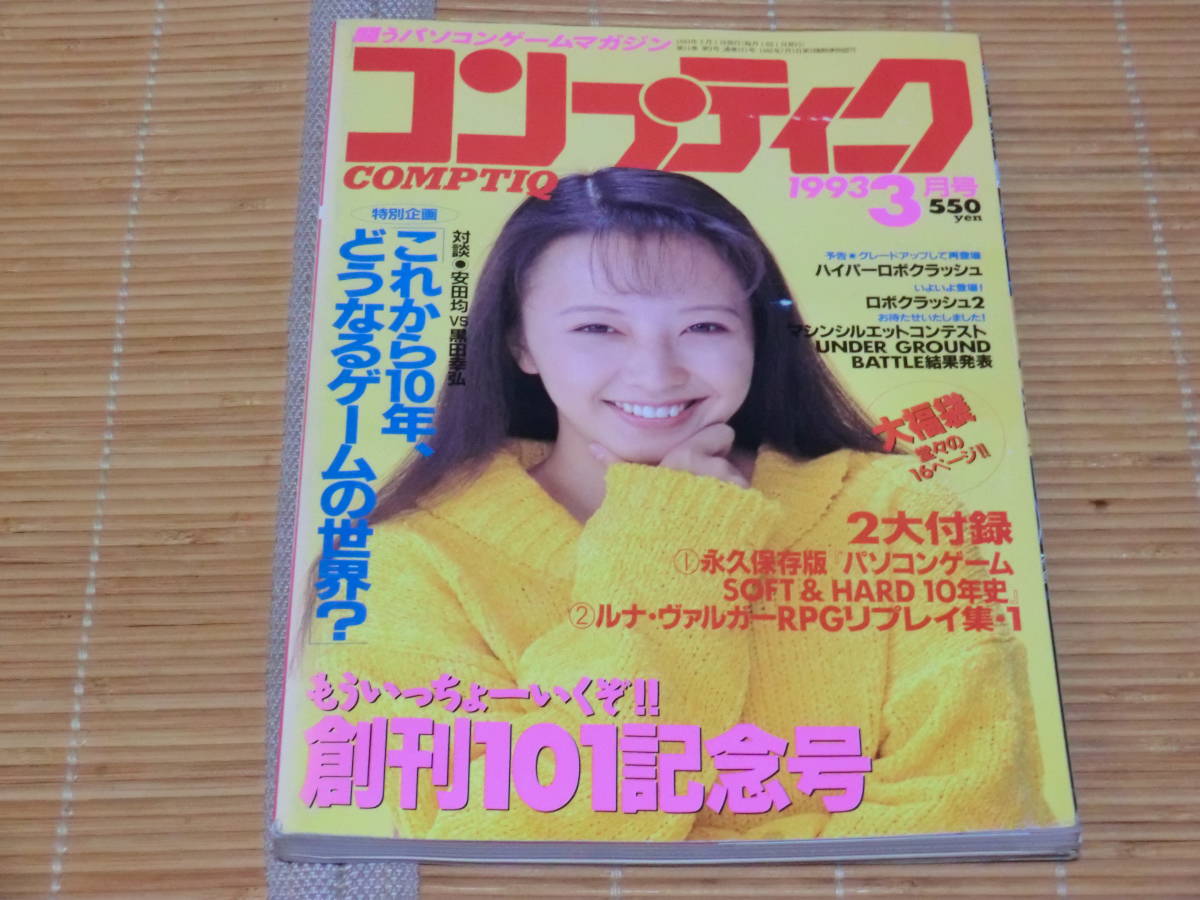 闘うパソコンゲームマガジン
コンプティーク
COMPTIQ
1993 3月号
550
yen
特別企画
対談●安田均VS黒田幸弘
「これから10年、
どうなるゲームの世界?」
予告●グレードアップして再登場
ハイパーロボクラッシュ
いよいよ登場!
ロボクラッシュ2
お待たせいたしました!
マシンシルエットコンテスト
UNDER GROUND
BATTLE結果発表
大福袋
堂々の
16ページ!!
2大付録
①永久保存版『パソコンゲーム
SOFT & HARD 10年史』
②ルナ・ヴァルガーRPGリプレイ集・1
もういっちょーいくぞ!!
創刊101記念号